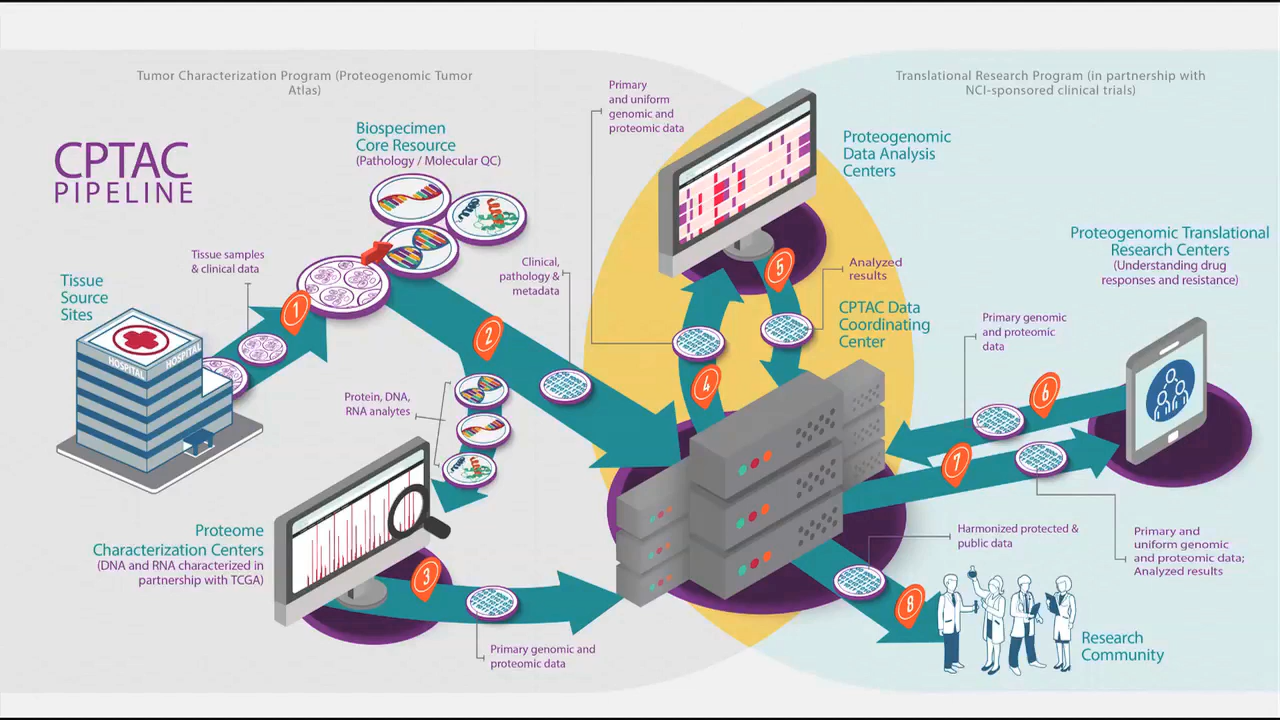 Tumor Characterization Program (Proteogenomic Tumor
Atlas)
Translational Research Program (in partnership with
NCI-sponsored clinical trials)
CPTAC
PIPELINE
Biospecimen
Core Resource
(Pathology / Molecular QC)
Primary
and uniform
genomic and
proteomic data
Proteogenomic
Data Analysis
Centers
Tissue samples
& clinical data
Tissue
Source
Sites
HOSPITAL
HOSPITAL
1
2
Clinical,
pathology &
metadata
5
Analyzed
results
CPTAC Data
Coordinating
Center
Proteogenomic Translational
Research Centers
(Understanding drug
responses and resistance)
Primary genomic
and proteomic
data
Protein, DNA,
RNA analytes
4
6
7
Proteome
Characterization Centers
(DNA and RNA characterized in
partnership with TCGA)
3
Harmonized protected &
public data
Primary and
uniform genomic
and proteomic data;
Analyzed results
8
Primary genomic and
proteomic data
Research
Community